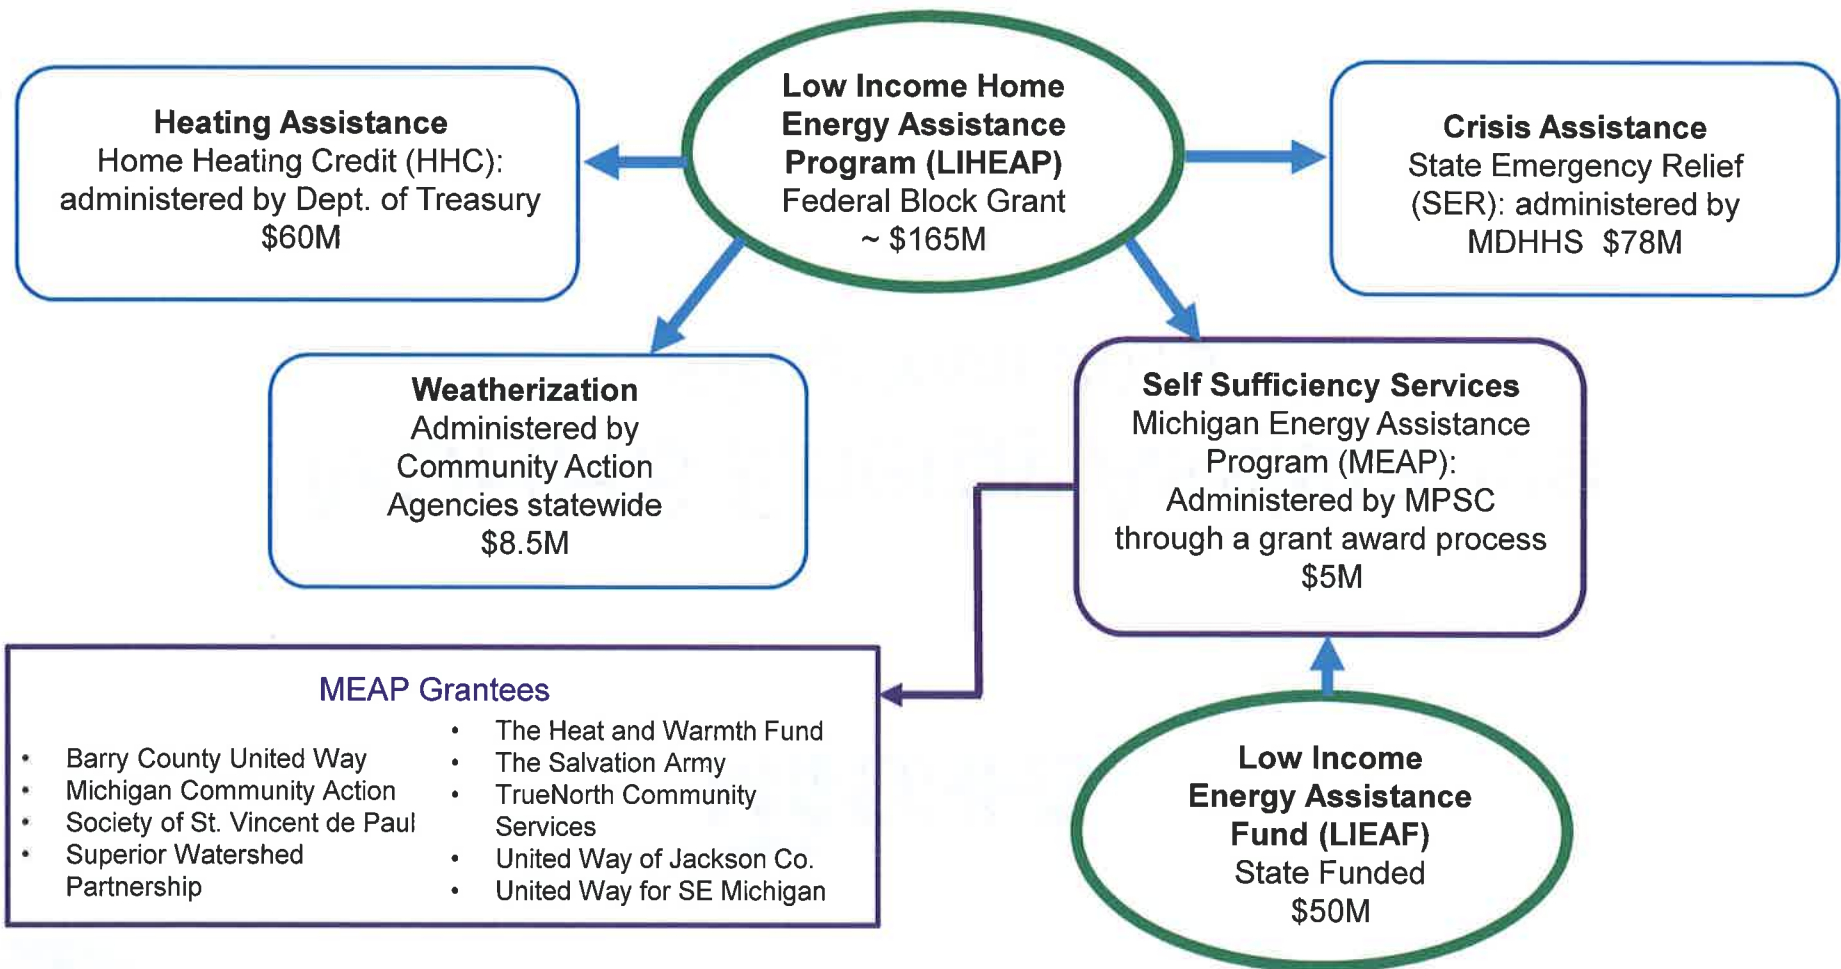 Low Income Home
Energy Assistance
Program (LIHEAP)
Federal Block Grant
~ $165M
Heating Assistance
Home Heating Credit (HHC):
administered by Dept. of Treasury
$60M
Crisis Assistance
State Emergency Relief
(SER): administered by
MDHHS $78M
Weatherization
Administered by
Community Action
Agencies statewide
$8.5M
Self Sufficiency Services
Michigan Energy Assistance
Program (MEAP):
Administered by MPSC
through a grant award process
$5M
MEAP Grantees
• Barry County United Way
• Michigan Community Action
• Society of St. Vincent de Paul
• Superior Watershed
Partnership
• The Heat and Warmth Fund
• The Salvation Army
• TrueNorth Community
Services
• United Way of Jackson Co.
• United Way for SE Michigan
Low Income
Energy Assistance
Fund (LIEAF)
State Funded
$50M